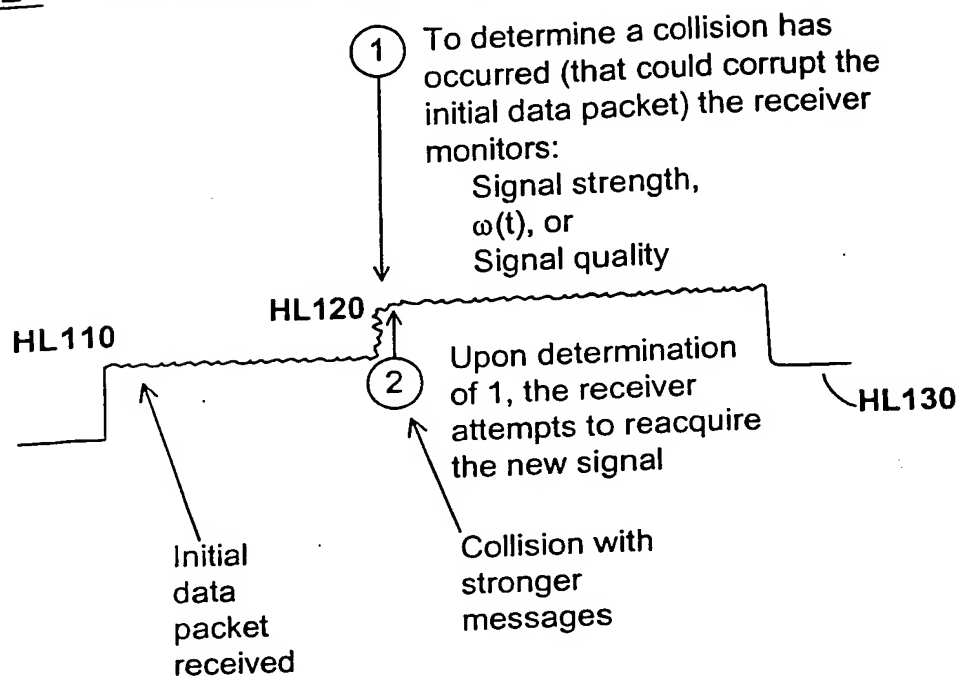 1
To determine a collision has
occurred (that could corrupt the
initial data packet) the receiver
monitors:
Signal strength,
ω(t), or
Signal quality
HL120
HL110
2
Upon determination
of 1, the receiver
attempts to reacquire
the new signal
HL130
Initial
data
packet
received
Collision with
stronger
messages